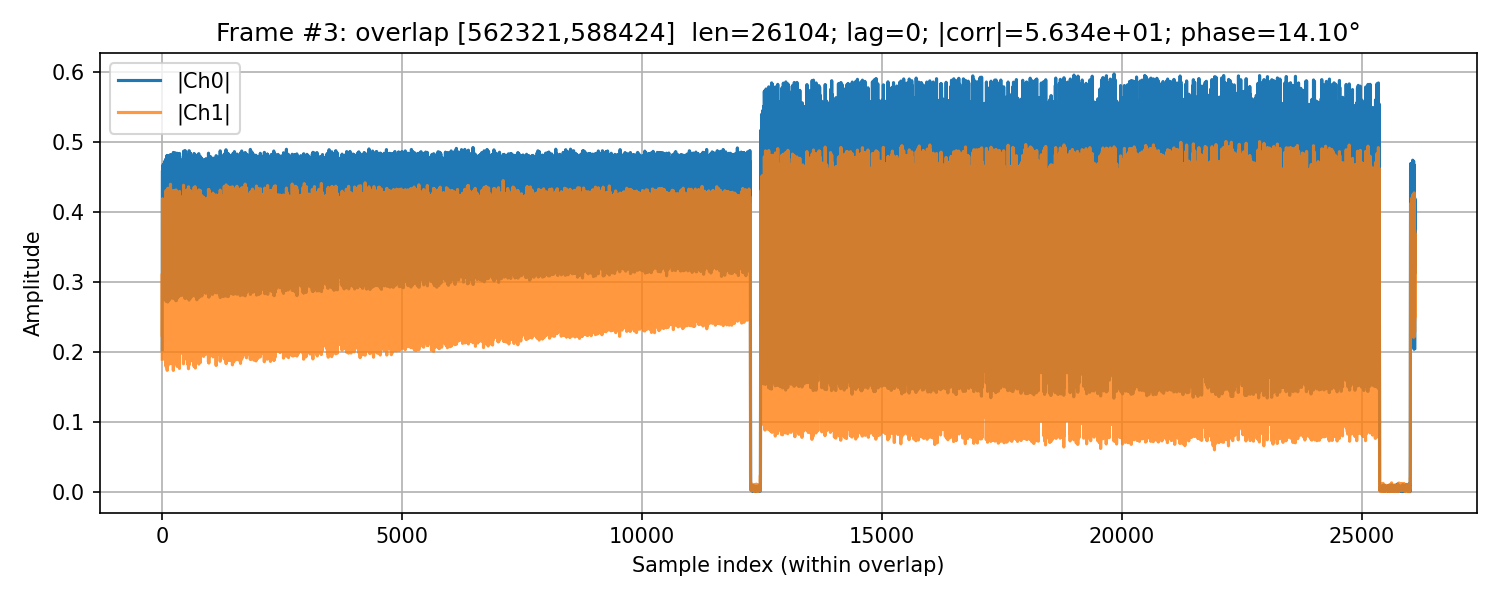 Frame #3: overlap [562321,588424]  len=26104; lag=0; |corr|=5.634e+01; phase=14.10°
|Ch0|
|Ch1|
Amplitude
0.6
0.5
0.4
0.3
0.2
0.1
0.0
0 5000 10000 15000 20000 25000
Sample index (within overlap)